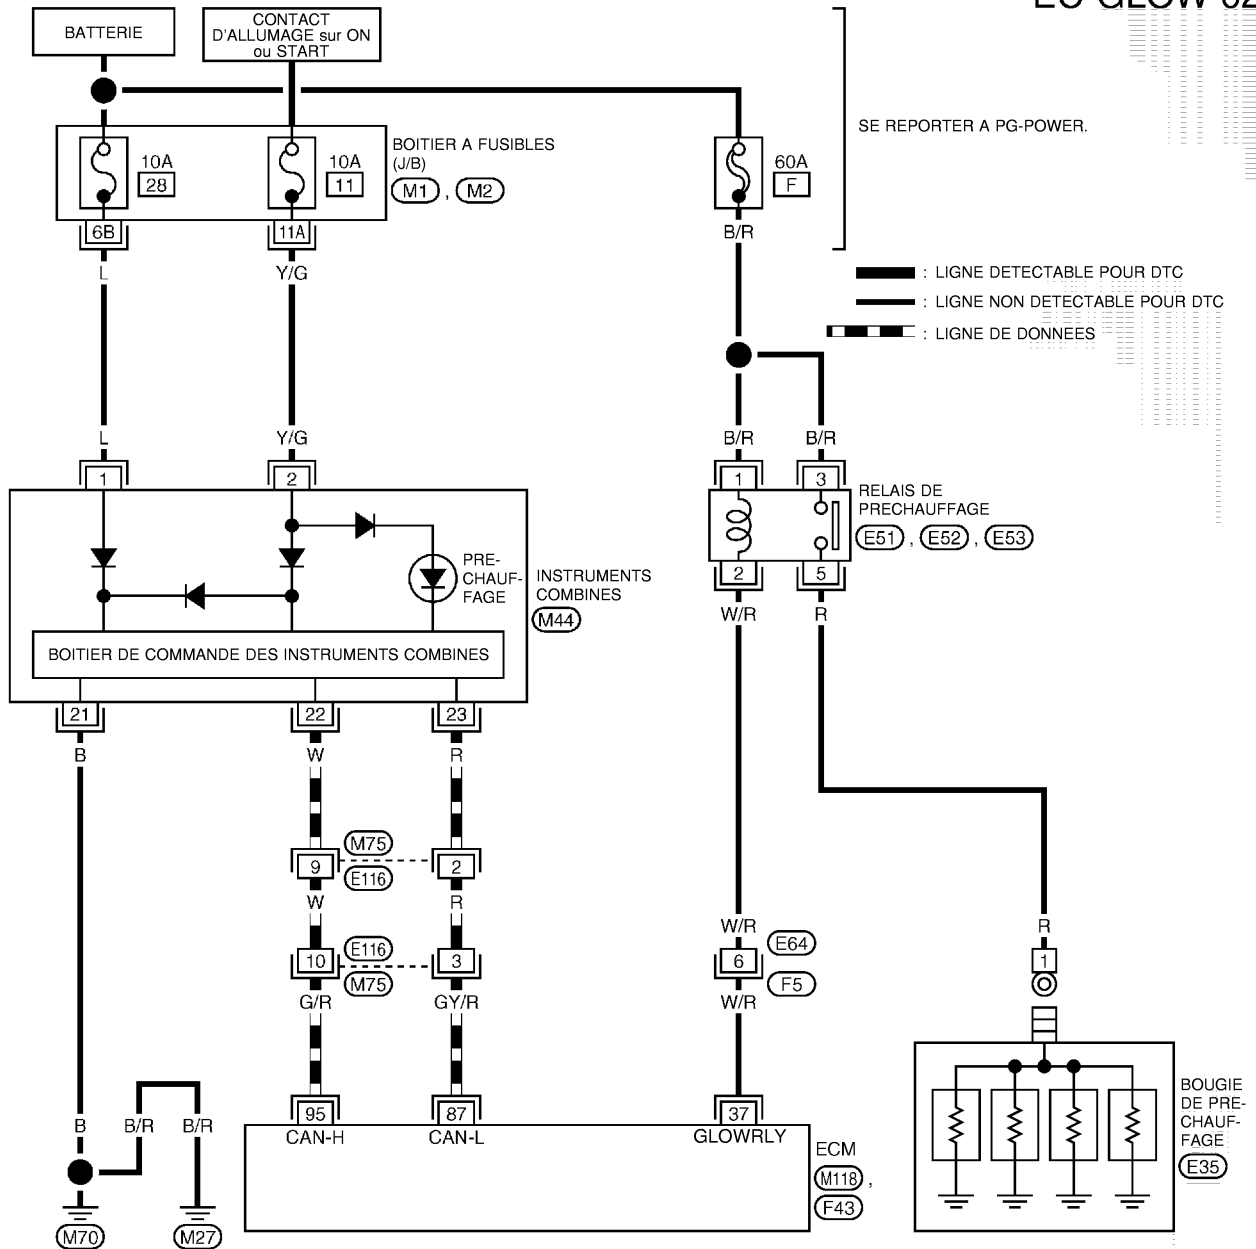 EC-GLOW-02
BATTERIE
CONTACT
D'ALLUMAGE sur ON
ou START
SE REPORTER A PG-POWER.
10A
28
10A
11
BOITIER A FUSIBLES
(J/B)
M1 , M2
60A
F
6B
11A
B/R
L
Y/G
: LIGNE DETECTABLE POUR DTC
: LIGNE NON DETECTABLE POUR DTC
: LIGNE DE DONNEES
L
Y/G
B/R
B/R
1
2
1
3
RELAIS DE
PRECHAUFFAGE
E51 , E52 , E53
PRE-
CHAUF-
FAGE
INSTRUMENTS
COMBINES
M44
2
5
W/R
R
BOITIER DE COMMANDE DES INSTRUMENTS COMBINES
21
22
23
B
W
R
M75
9
2
E116
W
R
E116
10
3
M75
G/R
GY/R
W/R
E64
6
F5
W/R
R
1
95
87
37
CAN-H
CAN-L
GLOWRLY
ECM
M118 ,
F43
B
B/R
B/R
M70
M27
BOUGIE
DE PRE-
CHAUF-
FAGE
E35